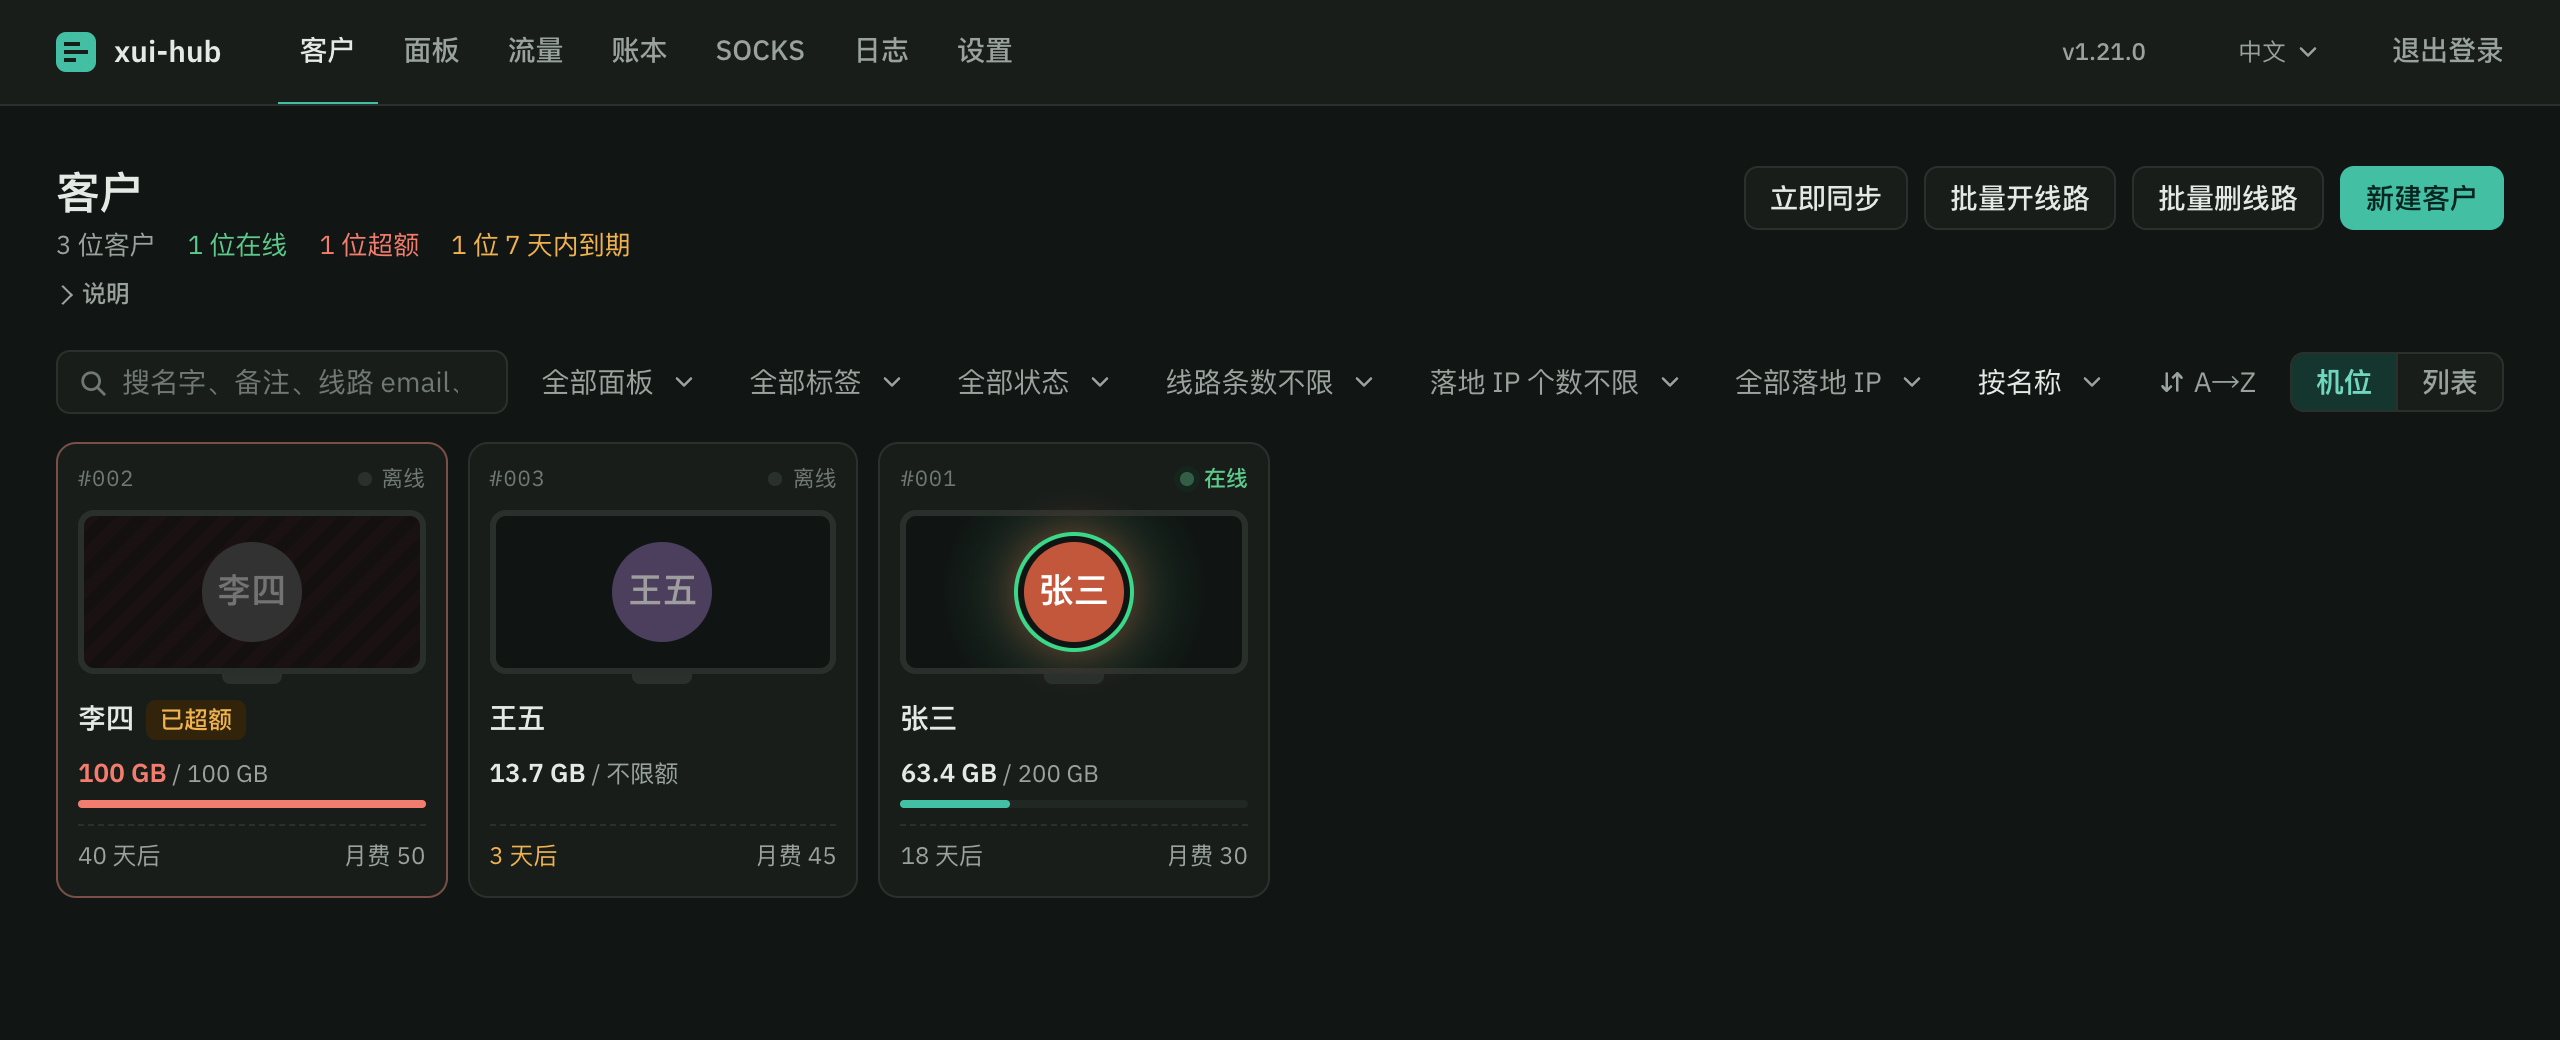 xui-hub 客户 面板 流量 账本 SOCKS 日志 设置 v1.21.0 中文 退出登录
客户
立即同步 批量开线路 批量删线路 新建客户
3 位客户 1 位在线 1 位超额 1 位 7 天内到期
说明
搜名字、备注、线路 email、 全部面板 全部标签 全部状态 线路条数不限 落地 IP 个数不限 全部落地 IP 按名称 A→Z 机位 列表
#002 离线
李四
李四 已超额
100 GB / 100 GB
40 天后 月费 50
#003 离线
王五
王五
13.7 GB / 不限额
3 天后 月费 45
#001 在线
张三
张三
63.4 GB / 200 GB
18 天后 月费 30